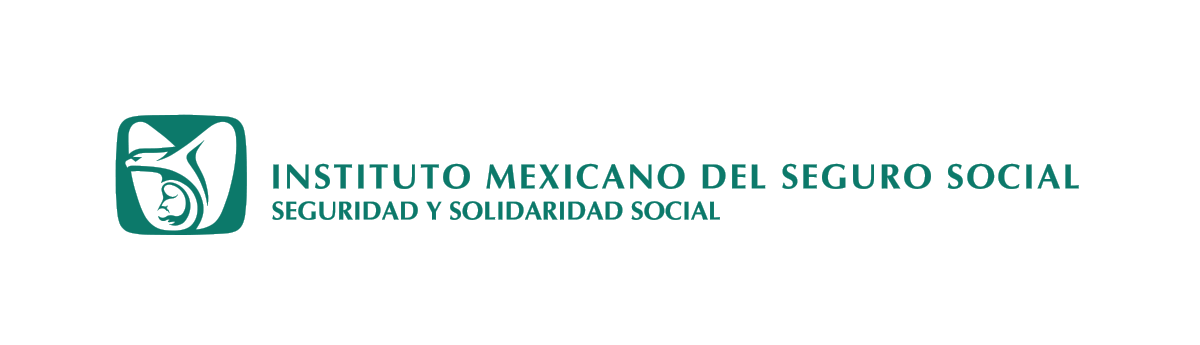 INSTITUTO MEXICANO DEL SEGURO SOCIAL
SEGURIDAD Y SOLIDARIDAD SOCIAL